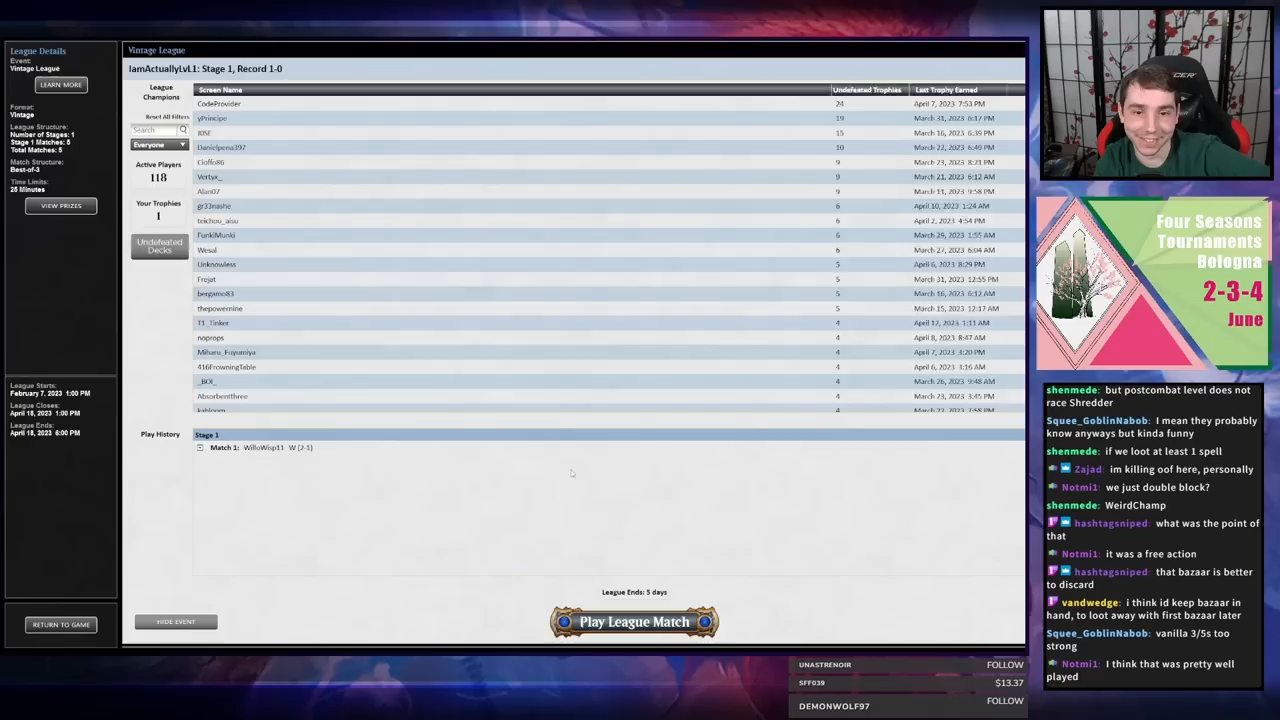 League Details
Event:
Vintage League
LEARN MORE
Format:
Vintage
League Structure:
Number of Stages: 1
Stage 1 Matches: 5
Total Matches: 5
Match Structure:
Best-of-3
Time Limits:
25 Minutes
VIEW PRIZES
League Starts:
February 7, 2023 1:00 PM
League Closes:
April 18, 2023 1:00 PM
League Ends:
April 18, 2023 6:00 PM
RETURN TO GAME
Vintage League
IamActuallyLvL1: Stage 1, Record 1-0
League
Champions
Reset All Filters
Search
Everyone
Active Players
118
Your Trophies
1
Undefeated
Decks
Screen Name Undefeated Trophies Last Trophy Earned
CodeProvider 24 April 7, 2023 7:53 PM
yPrincipe 19 March 31, 2023 6:17 PM
JOSE 15 March 16, 2023 6:39 PM
Danielpena397 10 March 22, 2023 6:49 PM
Cioffo86 9 March 23, 2023 8:21 PM
Vertyx_ 9 March 21, 2023 6:12 AM
Alan07 9 March 11, 2023 9:58 PM
gr33nashe 6 April 10, 2023 1:24 AM
teichou_aisu 6 April 2, 2023 4:54 PM
FunkiMunki 6 March 29, 2023 1:55 AM
Wesal 6 March 27, 2023 6:04 AM
Unknowless 5 April 6, 2023 8:29 PM
Frejat 5 March 31, 2023 12:55 PM
bergamo83 5 March 16, 2023 6:12 AM
thepowernine 5 March 15, 2023 12:17 AM
T1_Tinker 4 April 12, 2023 1:11 AM
noprops 4 April 8, 2023 8:47 AM
Miharu_Fuyumiya 4 April 7, 2023 3:20 PM
416FrowningTable 4 April 6, 2023 3:16 AM
_BOI_ 4 March 26, 2023 9:48 AM
Absorbentthree 4 March 23, 2023 3:45 PM
4 March 22, 2023 7:58 PM
Play History
Stage 1
Match 1: WilloWisp11 W (2-1)
League Ends: 5 days
HIDE EVENT
Play League Match
Four Seasons
Tournaments
Bologna
2-3-4
June
shenmede: but postcombat level does not
race Shredder
Squee_GoblinNabob: I mean they probably
know anyways but kinda funny
shenmede: if we loot at least 1 spell
Zajad: im killing oof here, personally
Notmi1: we just double block?
shenmede: WeirdChamp
hashtagsniped: what was the point of
that
Notmi1: it was a free action
hashtagsniped: that bazaar is better
to discard
vandwedge: i think id keep bazaar in
hand, to loot away with first bazaar later
Squee_GoblinNabob: vanilla 3/5s too
strong
Notmi1: I think that was pretty well
played
UNASTRENOIR FOLLOW
SFF039 $13.37
DEMONWOLF97 FOLLOW